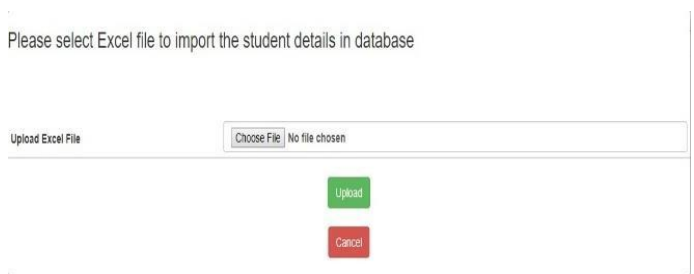 Please select Excel file to import the student details in database
Upload Excel File Choose File No file chosen
Upload
Cancel